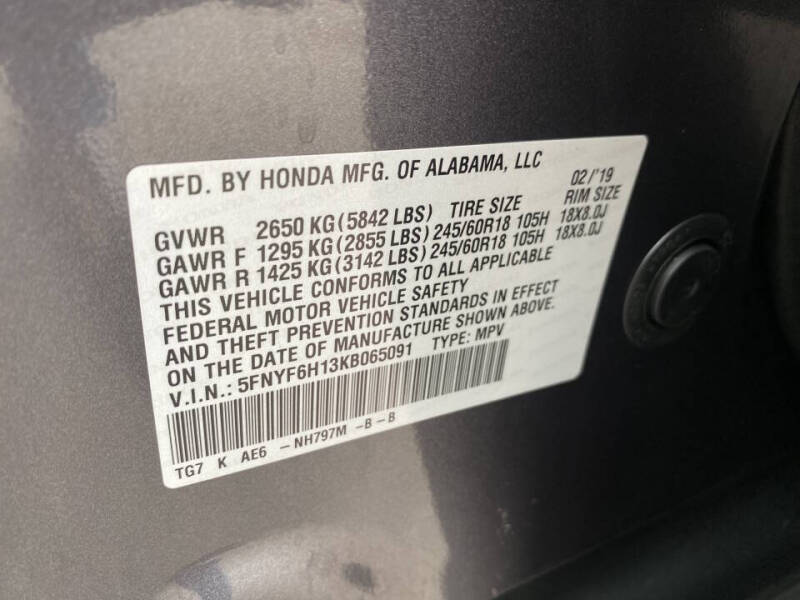 MFD. BY HONDA MFG. OF ALABAMA, LLC 02/'19
GVWR 2650 KG(5842 LBS) TIRE SIZE RIM SIZE
GAWR F 1295 KG(2855 LBS) 245/60R18 105H 18X8.0J
GAWR R 1425 KG(3142 LBS) 245/60R18 105H 18X8.0J
THIS VEHICLE CONFORMS TO ALL APPLICABLE
FEDERAL MOTOR VEHICLE SAFETY
AND THEFT PREVENTION STANDARDS IN EFFECT
ON THE DATE OF MANUFACTURE SHOWN ABOVE.
V.I.N.: 5FNYF6H13KB065091 TYPE: MPV
TG7 K AE6 -NH797M -B-B